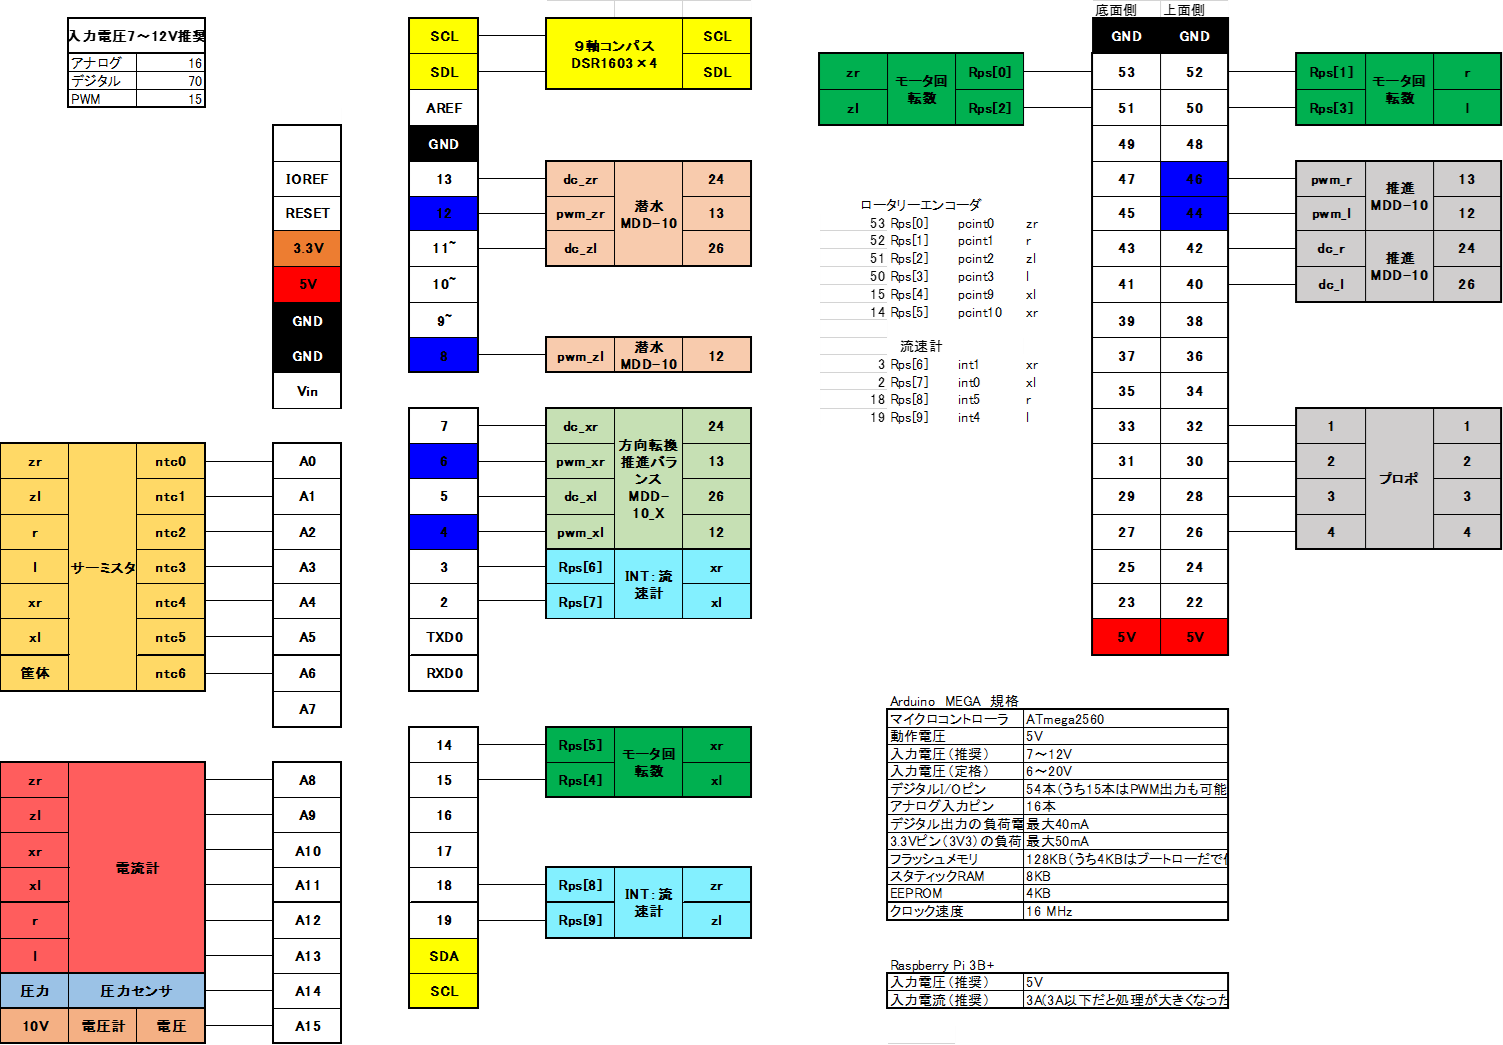 入力電圧7～12V推奨
アナログ 16
デジタル 70
PWM 15
IOREF
RESET
3.3V
5V
GND
GND
Vin
zr サーミスタ ntc0 A0
zl ntc1 A1
r ntc2 A2
l ntc3 A3
xr ntc4 A4
xl ntc5 A5
筐体 ntc6 A6
A7
zr 電流計 A8
zl A9
xr A10
xl A11
r A12
l A13
圧力 圧力センサ A14
10V 電圧計 電圧 A15
SCL 9軸コンパス DSR1603×4 SCL
SDL SDL
AREF
GND
13 dc_zr 潜水 MDD-10 24
12 pwm_zr 13
11~ dc_zl 26
10~
9~
8 pwm_zl 潜水 MDD-10 12
7 dc_xr 方向転換推進バランス MDD-10_X 24
6 pwm_xr 13
5 dc_xl 26
4 pwm_xl 12
3 Rps[6] INT:流速計 xr
2 Rps[7] xl
TXD0
RXD0
14 Rps[5] モータ回転数 xr
15 Rps[4] xl
16
17
18 Rps[8] INT:流速計 zr
19 Rps[9] zl
SDA
SCL
底面側 上面側
GND GND
zr モータ回転数 Rps[0] 53 52 Rps[1] モータ回転数 r
zl Rps[2] 51 50 Rps[3] l
49 48
47 46 pwm_r 推進 MDD-10 13
45 44 pwm_l 12
43 42 dc_r 推進 MDD-10 24
41 40 dc_l 26
39 38
37 36
35 34
33 32 1 プロポ 1
31 30 2 2
29 28 3 3
27 26 4 4
25 24
23 22
5V 5V
ロータリーエンコーダ
53 Rps[0] pcint0 zr
52 Rps[1] pcint1 r
51 Rps[2] pcint2 zl
50 Rps[3] pcint3 l
15 Rps[4] pcint9 xl
14 Rps[5] pcint10 xr
流速計
3 Rps[6] int1 xr
2 Rps[7] int0 xl
18 Rps[8] int5 r
19 Rps[9] int4 l
Arduino MEGA 規格
マイクロコントローラ ATmega2560
動作電圧 5V
入力電圧(推奨) 7～12V
入力電圧(定格) 6～20V
デジタルI/Oピン 54本(うち15本はPWM出力も可能
アナログ入力ピン 16本
デジタル出力の負荷電 最大40mA
3.3Vピン(3V3)の負荷 最大50mA
フラッシュメモリ 128KB(うち4KBはブートローだで
スタティックRAM 8KB
EEPROM 4KB
クロック速度 16 MHz
Raspberry Pi 3B+
入力電圧(推奨) 5V
入力電流(推奨) 3A(3A以下だと処理が大きくなった